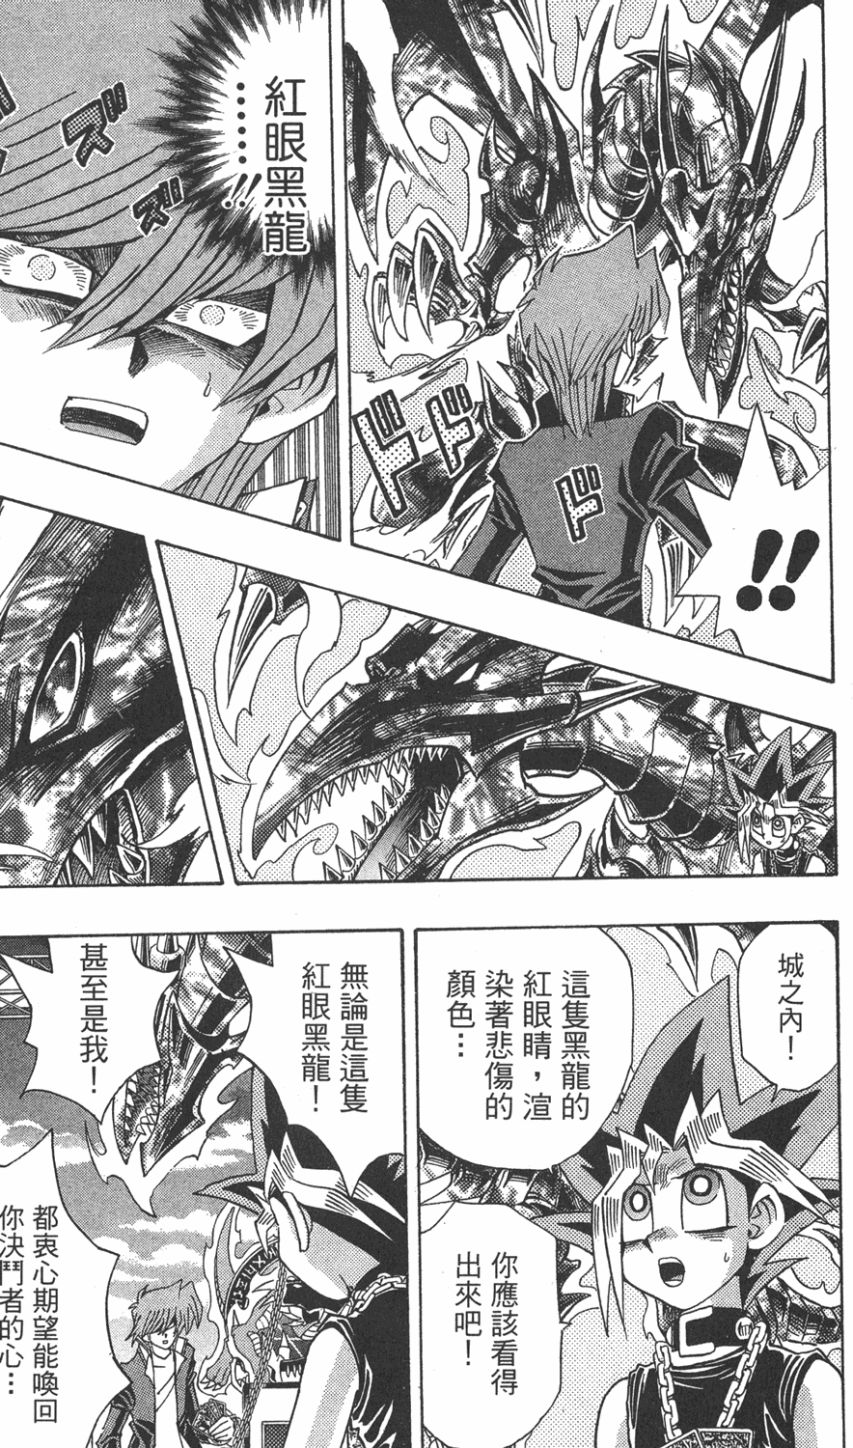 !!
ドド
ド
紅眼黑龍
……!!
ズ
ズ
城之內！
這隻黑龍的
紅眼睛，渲
染著悲傷的
顏色…
你應該看得
出來吧！
無論是這隻
紅眼黑龍！
甚至是我！
都衷心期望能喚回
你決鬥者的心…